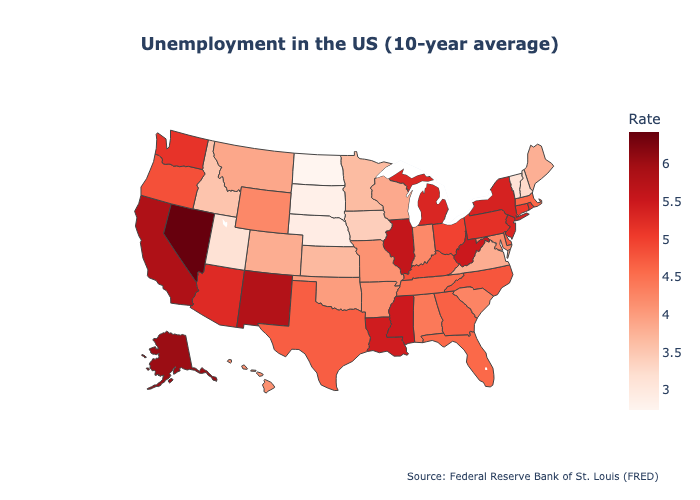 Unemployment in the US (10-year average)
Rate
6
5.5
5
4.5
4
3.5
3
Source: Federal Reserve Bank of St. Louis (FRED)